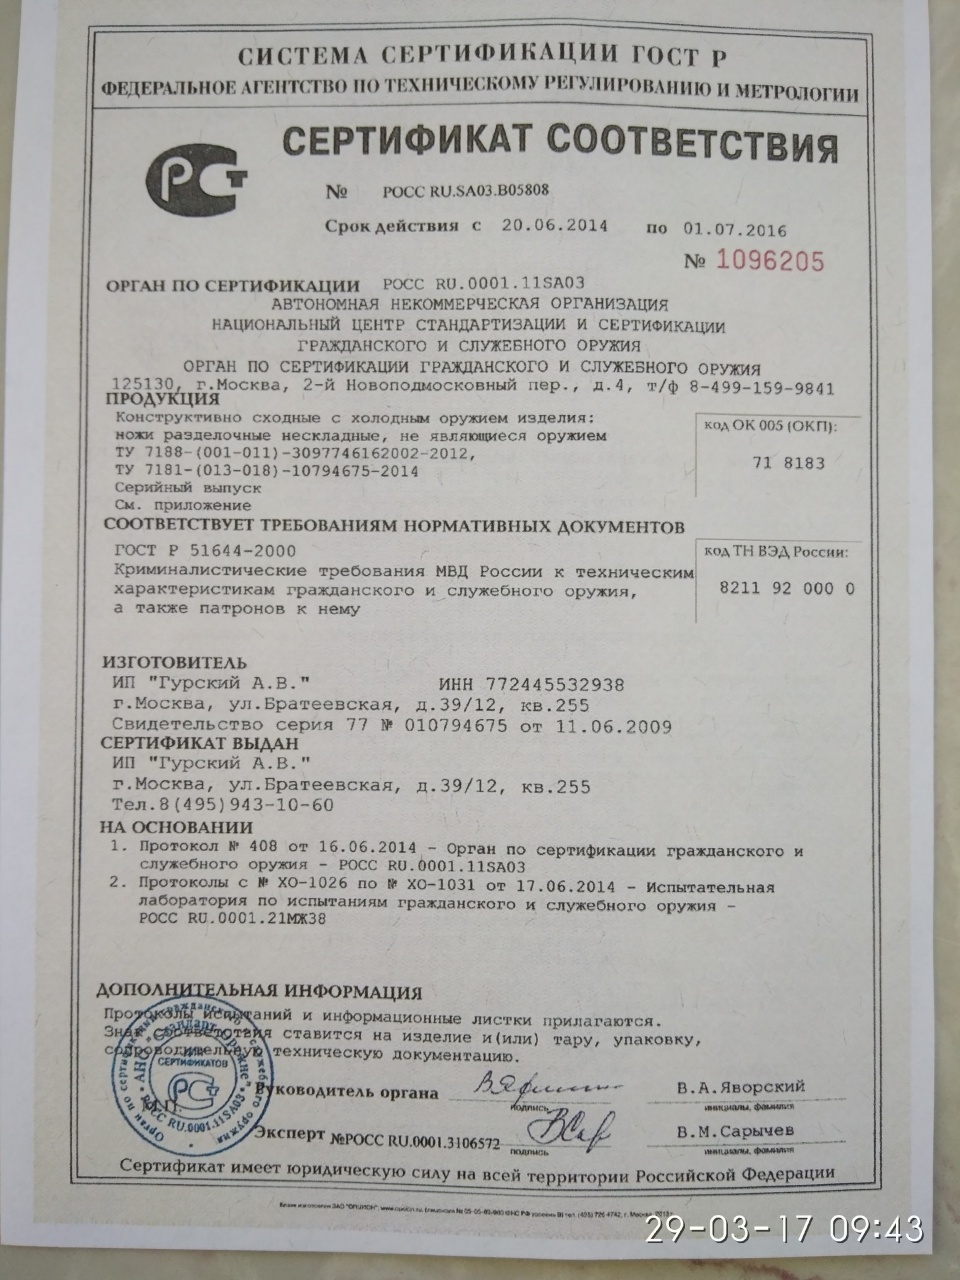 СИСТЕМА СЕРТИФИКАЦИИ ГОСТ Р
ФЕДЕРАЛЬНОЕ АГЕНТСТВО ПО ТЕХНИЧЕСКОМУ РЕГУЛИРОВАНИЮ И МЕТРОЛОГИИ
СЕРТИФИКАТ СООТВЕТСТВИЯ
№ РОСС RU.SA03.B05808
Срок действия с 20.06.2014 по 01.07.2016
№ 1096205
ОРГАН ПО СЕРТИФИКАЦИИ РОСС RU.0001.11SA03
АВТОНОМНАЯ НЕКОММЕРЧЕСКАЯ ОРГАНИЗАЦИЯ
НАЦИОНАЛЬНЫЙ ЦЕНТР СТАНДАРТИЗАЦИИ И СЕРТИФИКАЦИИ
ГРАЖДАНСКОГО И СЛУЖЕБНОГО ОРУЖИЯ
ОРГАН ПО СЕРТИФИКАЦИИ ГРАЖДАНСКОГО И СЛУЖЕБНОГО ОРУЖИЯ
125130, г.Москва, 2-й Новоподмосковный пер., д.4, т/ф 8-499-159-9841
ПРОДУКЦИЯ
Конструктивно сходные с холодным оружием изделия:
ножи разделочные нескладные, не являющиеся оружием
ТУ 7188-(001-011)-3097746162002-2012,
ТУ 7181-(013-018)-10794675-2014
Серийный выпуск
См. приложение
код ОК 005 (ОКП):
71 8183
СООТВЕТСТВУЕТ ТРЕБОВАНИЯМ НОРМАТИВНЫХ ДОКУМЕНТОВ
ГОСТ Р 51644-2000
Криминалистические требования МВД России к техническим
характеристикам гражданского и служебного оружия,
а также патронов к нему
код ТН ВЭД России:
8211 92 000 0
ИЗГОТОВИТЕЛЬ
ИП "Гурский А.В." ИНН 772445532938
г.Москва, ул.Братеевская, д.39/12, кв.255
Свидетельство серия 77 № 010794675 от 11.06.2009
СЕРТИФИКАТ ВЫДАН
ИП "Гурский А.В."
г.Москва, ул.Братеевская, д.39/12, кв.255
Тел.8(495)943-10-60
НА ОСНОВАНИИ
1. Протокол № 408 от 16.06.2014 - Орган по сертификации гражданского и
служебного оружия - РОСС RU.0001.11SA03
2. Протоколы с № ХО-1026 по № ХО-1031 от 17.06.2014 - Испытательная
лаборатория по испытаниям гражданского и служебного оружия -
РОСС RU.0001.21МЖ38
ДОПОЛНИТЕЛЬНАЯ ИНФОРМАЦИЯ
Протоколы испытаний и информационные листки прилагаются.
Знак соответствия ставится на изделие и(или) тару, упаковку,
сопроводительную техническую документацию.
СЕРТИФИКАТОВ
РОСС RU.0001.11SA03
М.П.
Руководитель органа
подпись
В.А.Яворский
инициалы, фамилия
Эксперт №РОСС RU.0001.3106572
подпись
В.М.Сарычев
инициалы, фамилия
Сертификат имеет юридическую силу на всей территории Российской Федерации
29-03-17 09:43